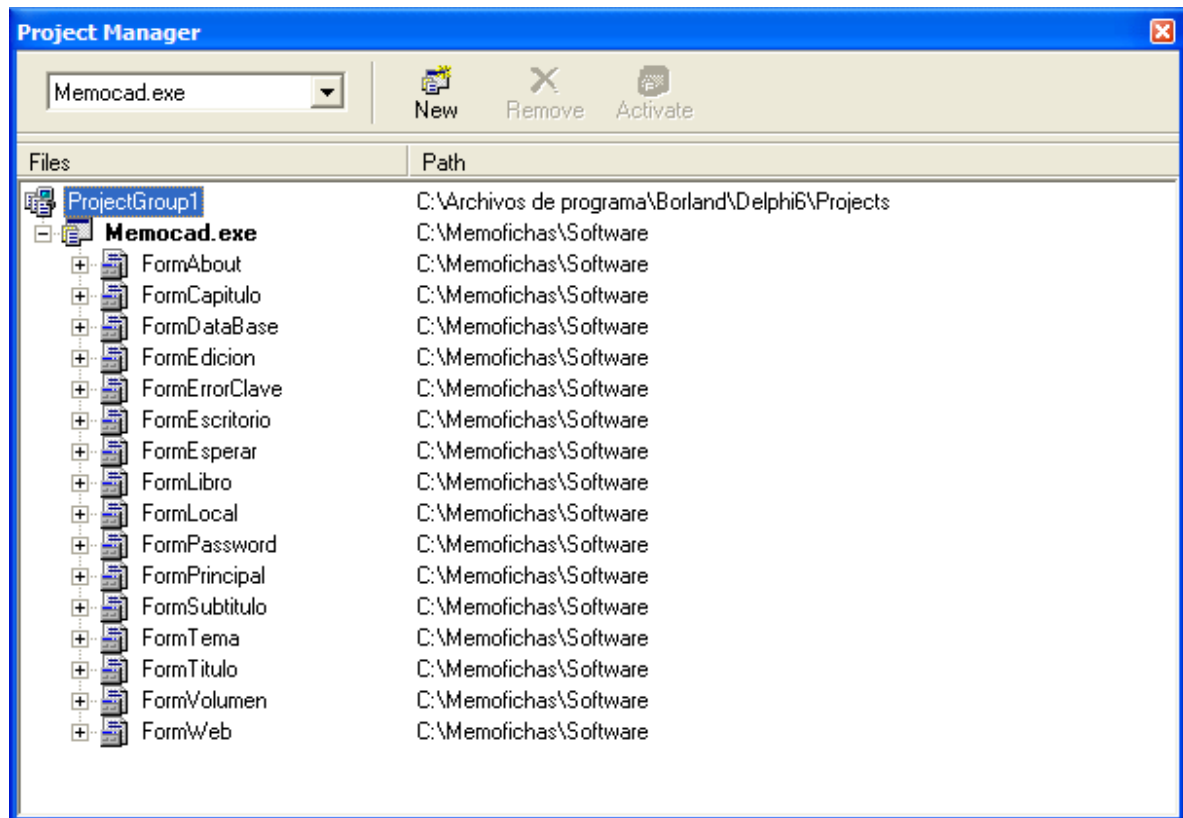 Project Manager
Memocad.exe
New Remove Activate
Files Path
ProjectGroup1 C:\Archivos de programa\Borland\Delphi6\Projects
Memocad.exe C:\Memofichas\Software
FormAbout C:\Memofichas\Software
FormCapitulo C:\Memofichas\Software
FormDataBase C:\Memofichas\Software
FormEdicion C:\Memofichas\Software
FormErrorClave C:\Memofichas\Software
FormEscritorio C:\Memofichas\Software
FormEsperar C:\Memofichas\Software
FormLibro C:\Memofichas\Software
FormLocal C:\Memofichas\Software
FormPassword C:\Memofichas\Software
FormPrincipal C:\Memofichas\Software
FormSubtitulo C:\Memofichas\Software
FormTema C:\Memofichas\Software
FormTitulo C:\Memofichas\Software
FormVolumen C:\Memofichas\Software
FormWeb C:\Memofichas\Software